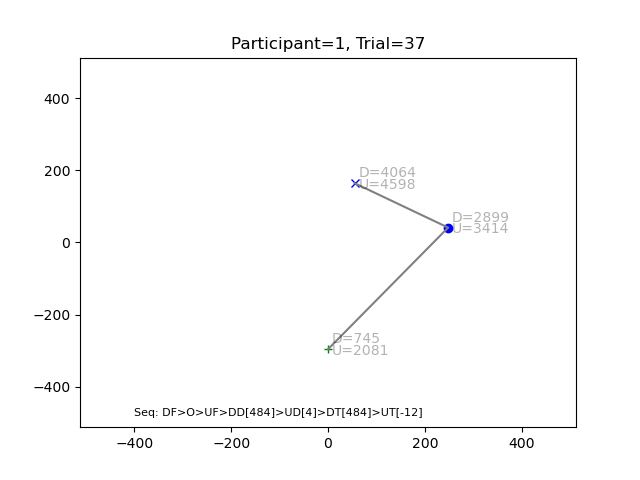 Participant=1, Trial=37
400
200
0
−200
−400
D=4064
U=4598
D=2899
U=3414
D=745
U=2081
Seq: DF>O>UF>DD[484]>UD[4]>DT[484]>UT[-12]
−400 −200 0 200 400